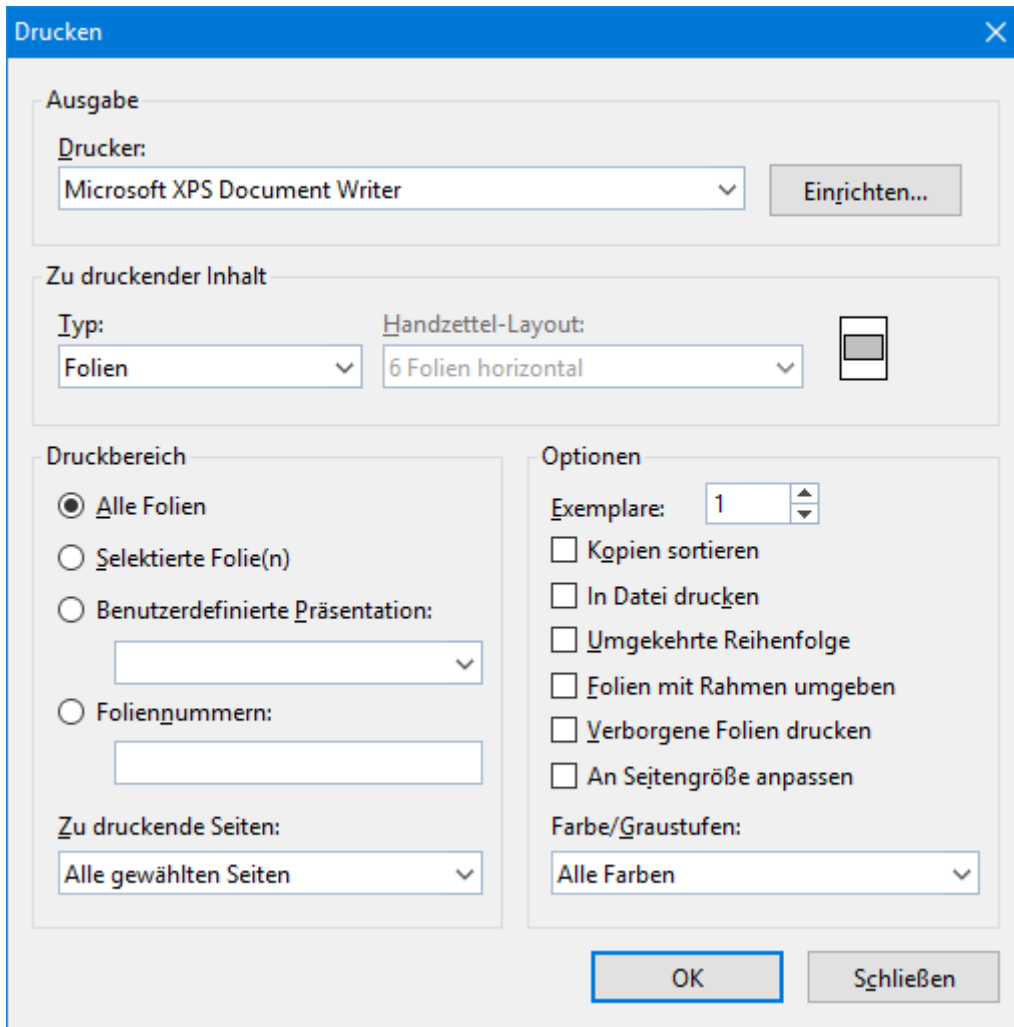 Drucken
Ausgabe
Drucker:
Microsoft XPS Document Writer
Einrichten...
Zu druckender Inhalt
Typ:
Handzettel-Layout:
Folien
6 Folien horizontal
Druckbereich
Alle Folien
Selektierte Folie(n)
Benutzerdefinierte Präsentation:
Foliennummern:
Zu druckende Seiten:
Alle gewählten Seiten
Optionen
Exemplare:
1
Kopien sortieren
In Datei drucken
Umgekehrte Reihenfolge
Folien mit Rahmen umgeben
Verborgene Folien drucken
An Seitengröße anpassen
Farbe/Graustufen:
Alle Farben
OK
Schließen